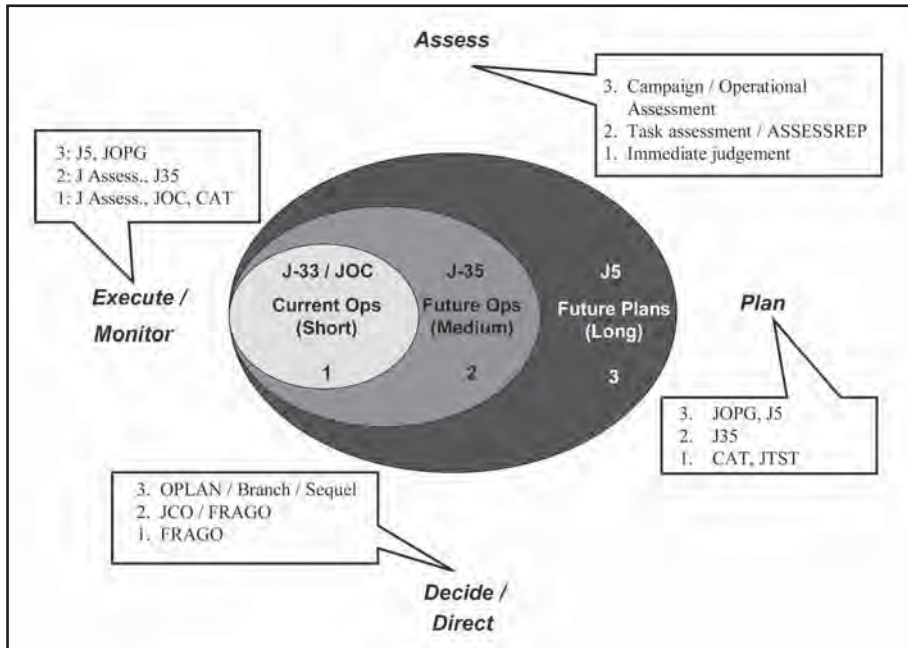 Assess
3. Campaign / Operational
Assessment
2. Task assessment / ASSESSREP
1. Immediate judgement
3: J5, JOPG
2: J Assess., J35
1: J Assess., JOC, CAT
Execute /
Monitor
J-33 / JOC
Current Ops
(Short)
1
J-35
Future Ops
(Medium)
2
J5
Future Plans
(Long)
3
Plan
3. JOPG, J5
2. J35
1. CAT, JTST
3. OPLAN / Branch / Sequel
2. JCO / FRAGO
1. FRAGO
Decide /
Direct